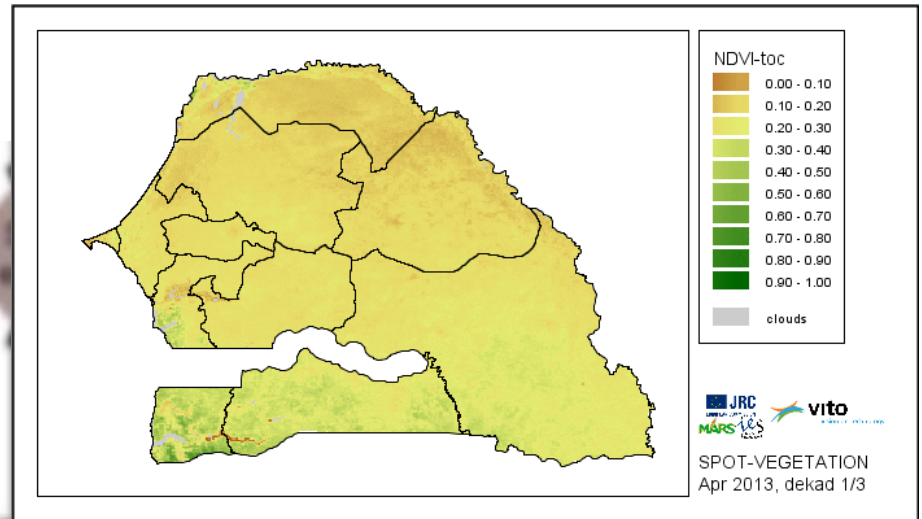 NDVI-toc
0.00 - 0.10
0.10 - 0.20
0.20 - 0.30
0.30 - 0.40
0.40 - 0.50
0.50 - 0.60
0.60 - 0.70
0.70 - 0.80
0.80 - 0.90
0.90 - 1.00
clouds
JRC
MARS
ies
vito
SPOT-VEGETATION
Apr 2013, dekad 1/3